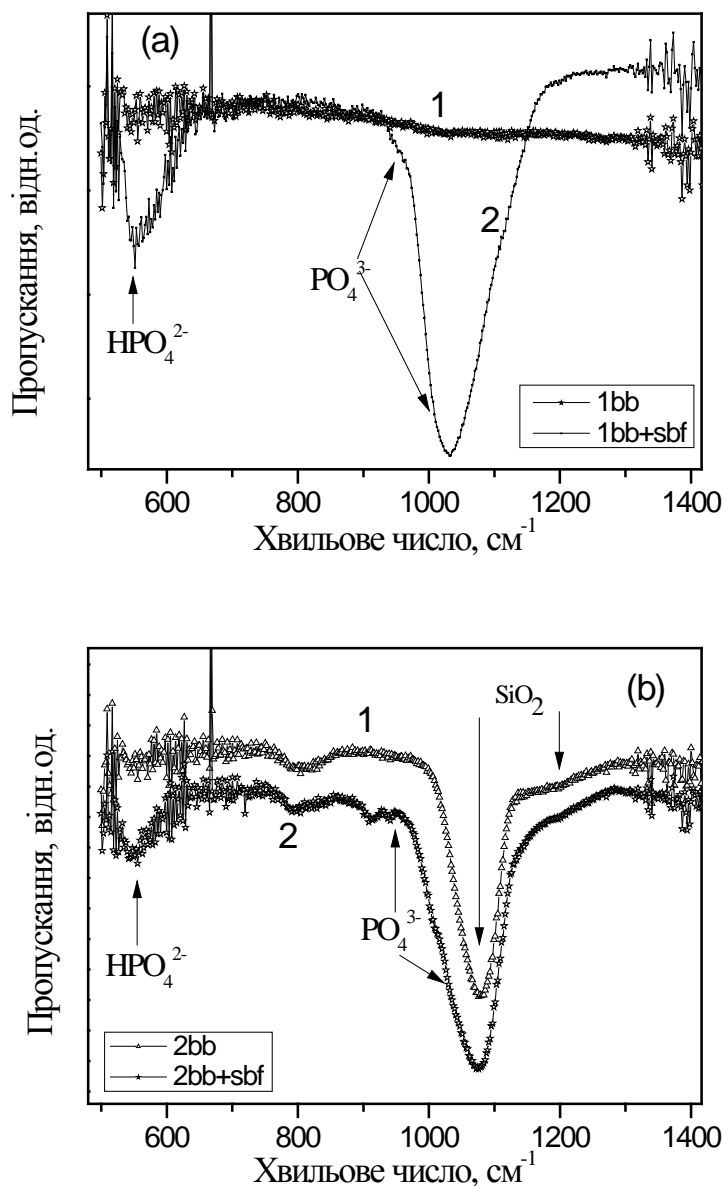 (a)
1
2
PO₄³⁻
HPO₄²⁻
1bb
1bb+sbf
Пропускання, відн.од.
600 800 1000 1200 1400
Хвильове число, см⁻¹
(b)
SiO₂
1
2
PO₄³⁻
HPO₄²⁻
2bb
2bb+sbf
Пропускання, відн.од.
600 800 1000 1200 1400
Хвильове число, см⁻¹